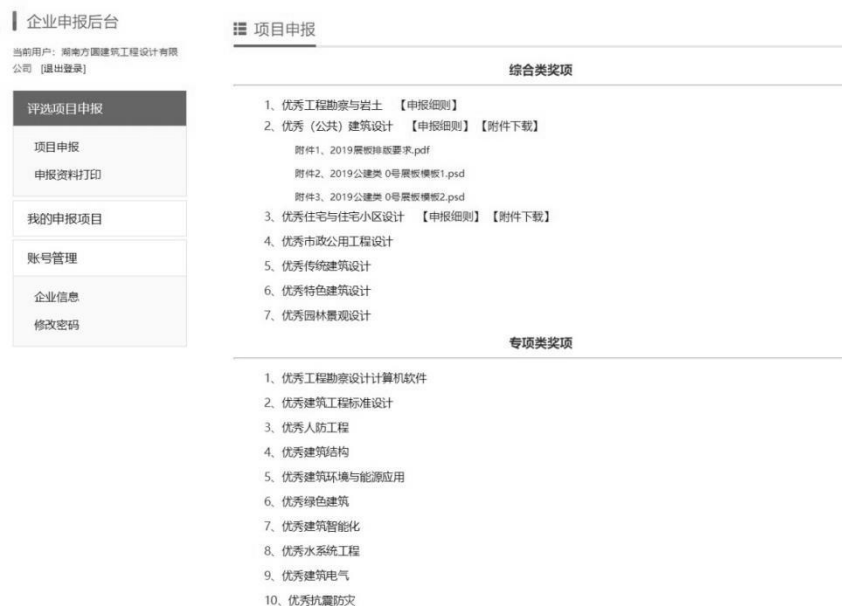 企业申报后台
当前用户：湖南方圆建筑工程设计有限
公司 [退出登录]
评选项目申报
项目申报
申报资料打印
我的申报项目
账号管理
企业信息
修改密码
项目申报
综合类奖项
1、优秀工程勘察与岩土 【申报细则】
2、优秀（公共）建筑设计 【申报细则】【附件下载】
附件1、2019展板排版要求.pdf
附件2、2019公建类 0号展板模板1.psd
附件3、2019公建类 0号展板模板2.psd
3、优秀住宅与住宅小区设计 【申报细则】【附件下载】
4、优秀市政公用工程设计
5、优秀传统建筑设计
6、优秀特色建筑设计
7、优秀园林景观设计
专项类奖项
1、优秀工程勘察设计计算机软件
2、优秀建筑工程标准设计
3、优秀人防工程
4、优秀建筑结构
5、优秀建筑环境与能源应用
6、优秀绿色建筑
7、优秀建筑智能化
8、优秀水系统工程
9、优秀建筑电气
10、优秀抗震防灾